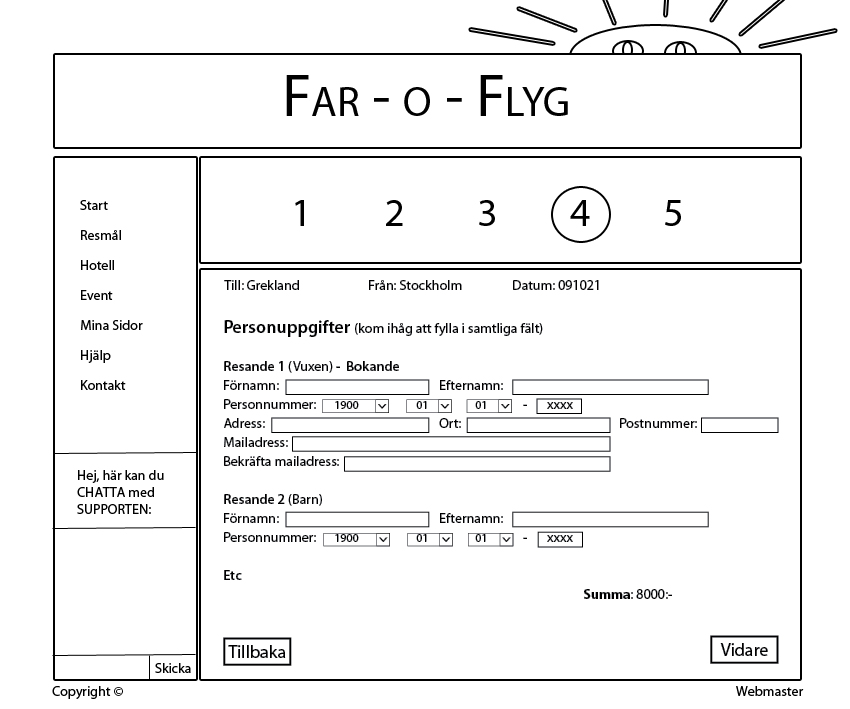 FAR - O - FLYG
1 2 3 4 5
Start
Resmål
Hotell
Event
Mina Sidor
Hjälp
Kontakt
Hej, här kan du
CHATTA med
SUPPORTEN:
Skicka
Till: Grekland Från: Stockholm Datum: 091021
Personuppgifter (kom ihåg att fylla i samtliga fält)
Resande 1 (Vuxen) - Bokande
Förnamn: Efternamn:
Personnummer: 1900 01 01 - XXXX
Adress: Ort: Postnummer:
Mailadress:
Bekräfta mailadress:
Resande 2 (Barn)
Förnamn: Efternamn:
Personnummer: 1900 01 01 - XXXX
Etc
Summa: 8000:-
Tillbaka Vidare
Copyright © Webmaster